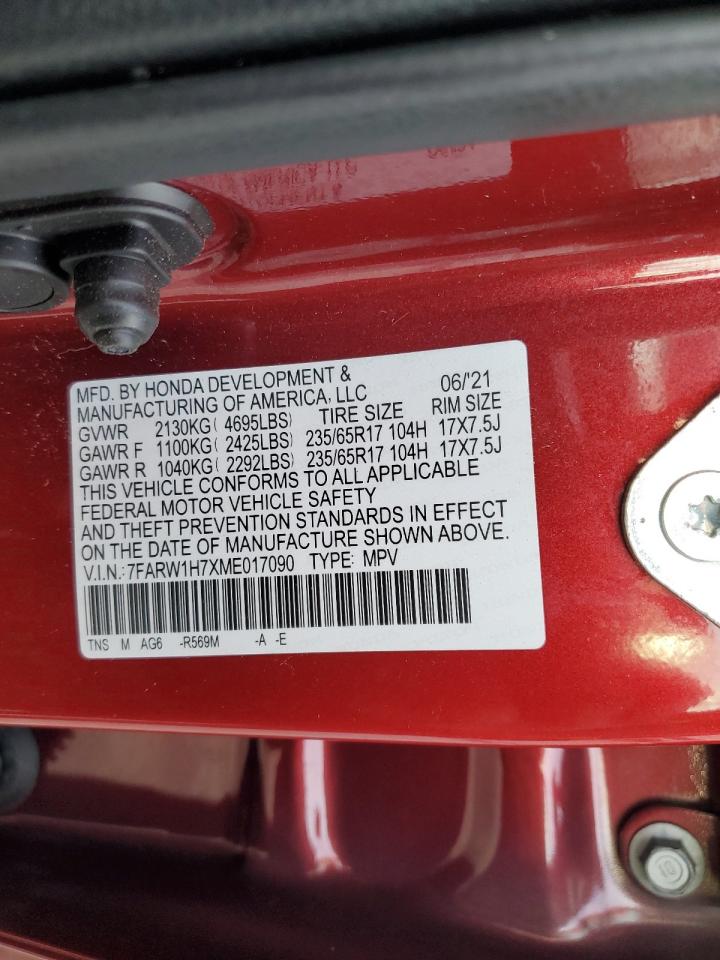 MFD. BY HONDA DEVELOPMENT & 06/'21
MANUFACTURING OF AMERICA, LLC
GVWR 2130KG( 4695LBS) TIRE SIZE RIM SIZE
GAWR F 1100KG( 2425LBS) 235/65R17 104H 17X7.5J
GAWR R 1040KG( 2292LBS) 235/65R17 104H 17X7.5J
THIS VEHICLE CONFORMS TO ALL APPLICABLE
FEDERAL MOTOR VEHICLE SAFETY
AND THEFT PREVENTION STANDARDS IN EFFECT
ON THE DATE OF MANUFACTURE SHOWN ABOVE.
V.I.N.:7FARW1H7XME017090 TYPE: MPV
TNS M AG6 -R569M -A -E